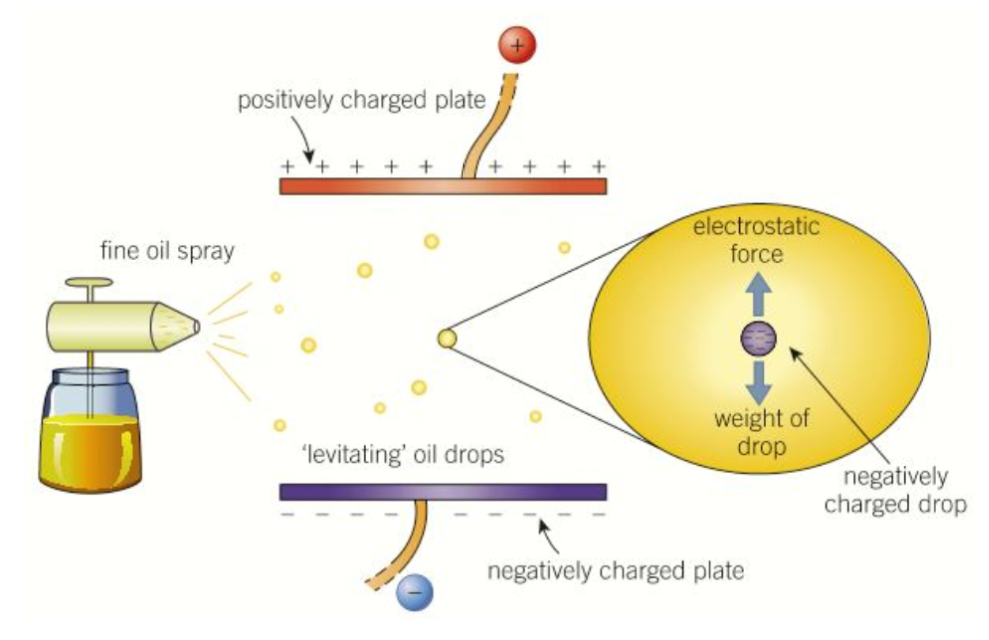 +
positively charged plate
+ + + + + + + + +
fine oil spray
electrostatic
force
weight of
drop
'levitating' oil drops
negatively
charged drop
– – – – – – – – –
negatively charged plate
–